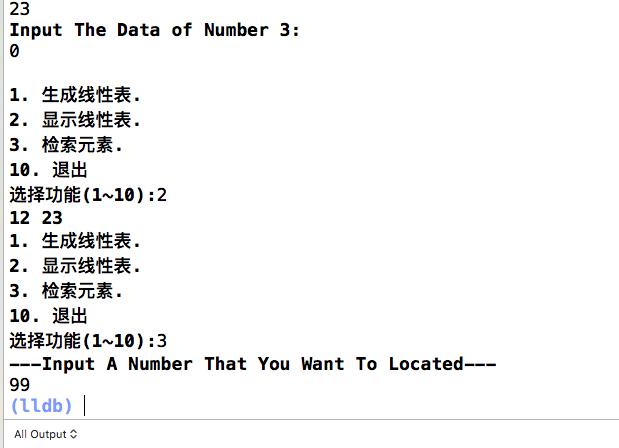 23
Input The Data of Number 3:
0
1. 生成线性表.
2. 显示线性表.
3. 检索元素.
10. 退出
选择功能(1~10):2
12 23
1. 生成线性表.
2. 显示线性表.
3. 检索元素.
10. 退出
选择功能(1~10):3
---Input A Number That You Want To Located---
99
(lldb)
All Output